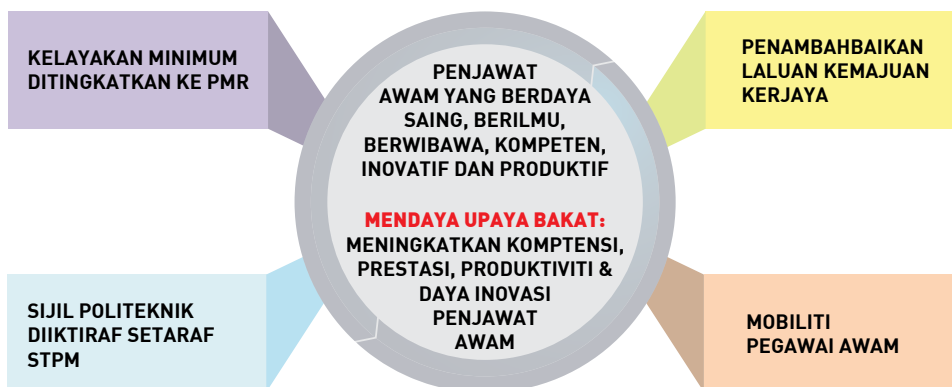 KELAYAKAN MINIMUM
DITINGKATKAN KE PMR
PENJAWAT
AWAM YANG BERDAYA
SAING, BERILMU,
BERWIBAWA, KOMPETEN,
INOVATIF DAN PRODUKTIF
MENDAYA UPAYA BAKAT:
MENINGKATKAN KOMPTENSI,
PRESTASI, PRODUKTIVITI &
DAYA INOVASI
PENJAWAT
AWAM
PENAMBAHBAIKAN
LALUAN KEMAJUAN
KERJAYA
SIJIL POLITEKNIK
DIIKTIRAF SETARAF
STPM
MOBILITI
PEGAWAI AWAM